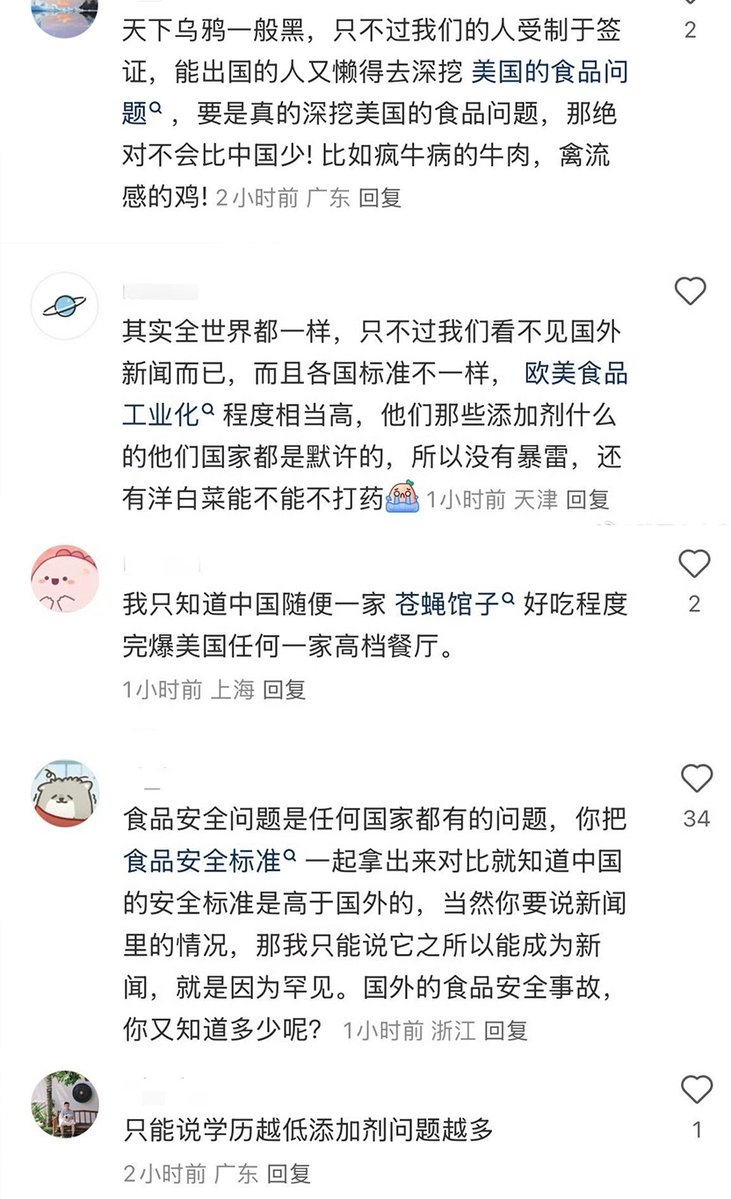 天下乌鸦一般黑，只不过我们的人受制于签
2
证，能出国的人又懒得去深挖 美国的食品问
题，要是真的深挖美国的食品问题，那绝
对不会比中国少! 比如疯牛病的牛肉，禽流
感的鸡! 2小时前 广东 回复
其实全世界都一样，只不过我们看不见国外
新闻而已，而且各国标准不一样， 欧美食品
工业化 程度相当高，他们那些添加剂什么
的他们国家都是默许的，所以没有暴雷，还
有洋白菜能不能不打药 1小时前 天津 回复
我只知道中国随便一家 苍蝇馆子 好吃程度
2
完爆美国任何一家高档餐厅。
1小时前 上海 回复
食品安全问题是任何国家都有的问题，你把
34
食品安全标准 一起拿出来对比就知道中国
的安全标准是高于国外的，当然你要说新闻
里的情况，那我只能说它之所以能成为新
闻，就是因为罕见。国外的食品安全事故，
你又知道多少呢？ 1小时前 浙江 回复
只能说学历越低添加剂问题越多
1
2小时前 广东 回复